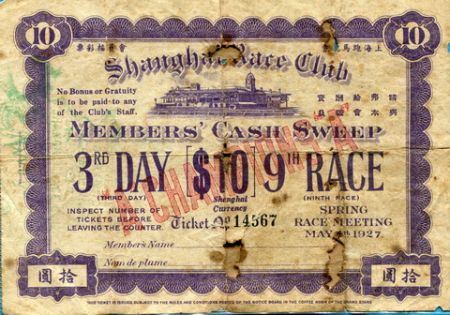 10 10
Shanghai Race Club
No Bonus or Gratuity
is to be paid to any
of the Club's Staff.
MEMBERS' CASH SWEEP
3RD DAY [$10] 9TH RACE
(THIRD DAY) Shanghai Currency (NINTH RACE)
INSPECT NUMBER OF
TICKETS BEFORE
LEAVING THE COUNTER.
Ticket No 14567
SPRING
RACE MEETING
MAY 1927.
Member's Name
Nom de plume
圓拾 圓拾